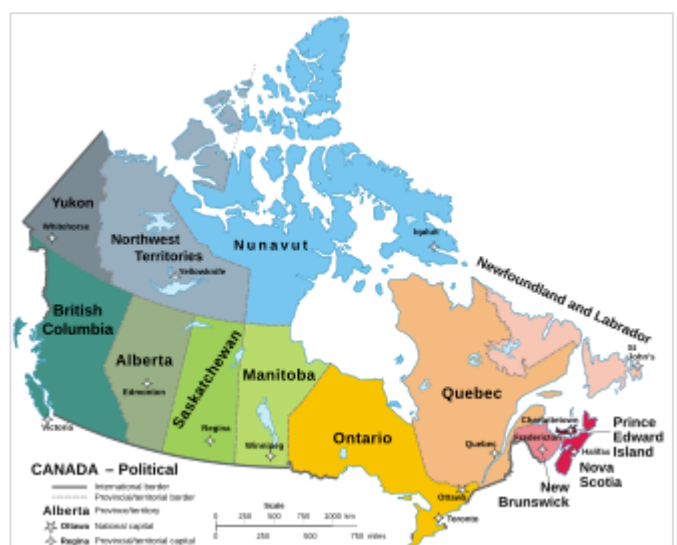 Yukon
Whitehorse
Northwest
Territories
Yellowknife
Nunavut
Iqaluit
Newfoundland and Labrador
St
John's
British
Columbia
Victoria
Alberta
Edmonton
Saskatchewan
Regina
Manitoba
Winnipeg
Ontario
Ottawa
Toronto
Quebec
Quebec
Charlottetown
Fredericton
Halifax
Prince
Edward
Island
Nova
Scotia
New
Brunswick
CANADA – Political
International border
Provincial/territorial border
Alberta Province/territory
Ottawa National capital
Regina Provincial/territorial capital
Scale
0 250 500 750 1000 km
0 250 500 750 miles